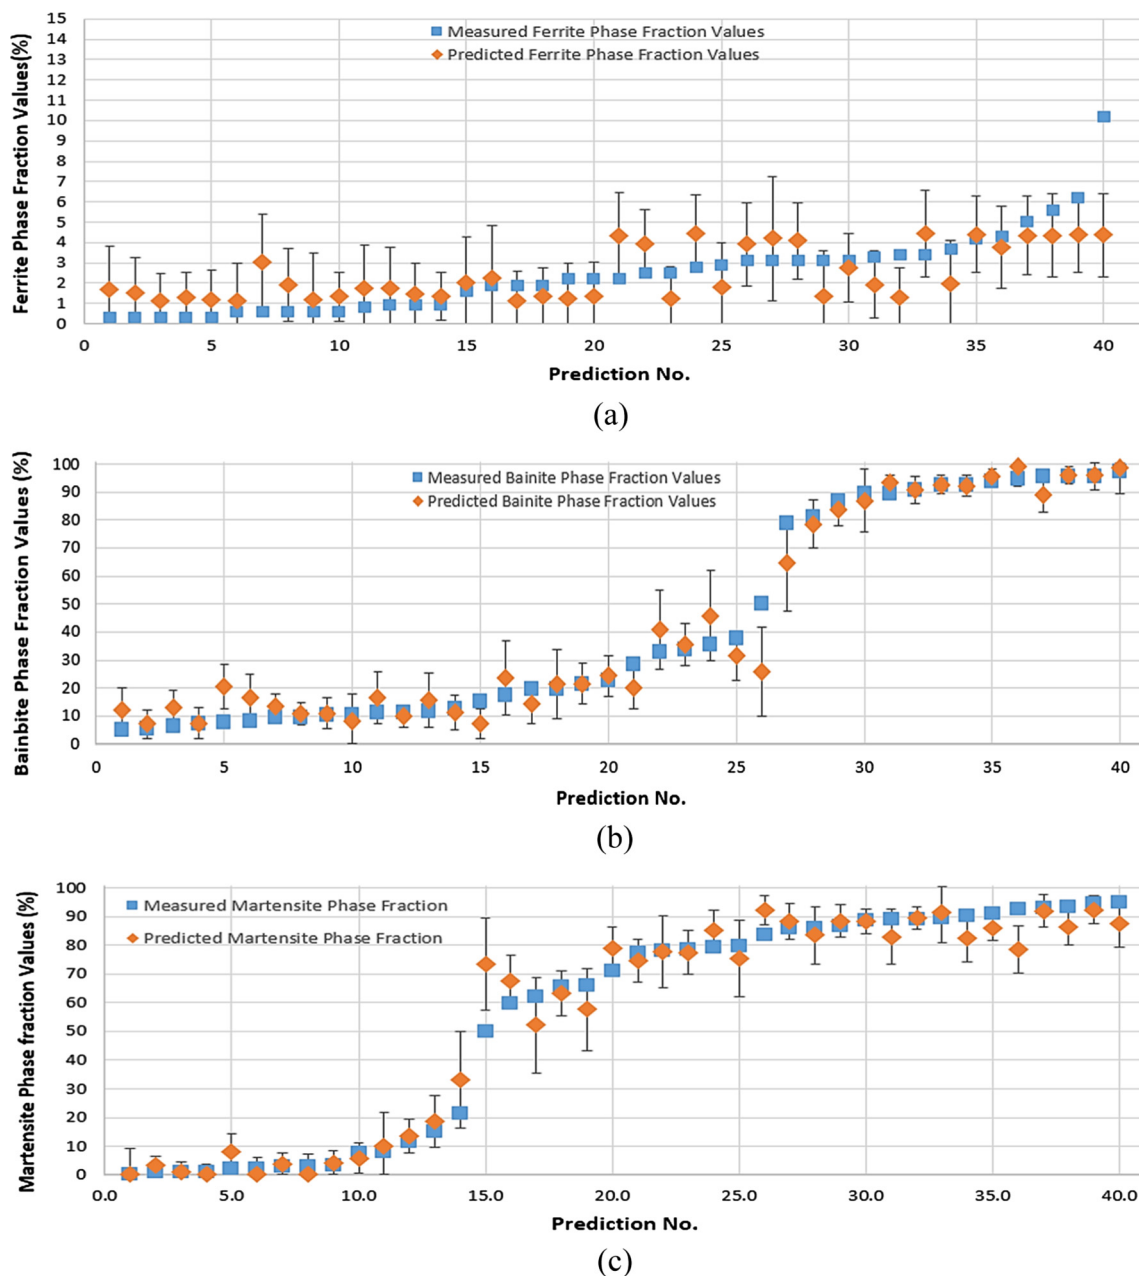 15
14
13
12
11
10
9
8
7
6
5
4
3
2
1
0
Ferrite Phase Fraction Values(%)
Measured Ferrite Phase Fraction Values
Predicted Ferrite Phase Fraction Values
0 5 10 15 20 25 30 35 40
Prediction No.
(a)
100
90
80
70
60
50
40
30
20
10
0
Bainbite Phase Fraction Values (%)
Measured Bainite Phase Fraction Values
Predicted Bainite Phase Fraction Values
0 5 10 15 20 25 30 35 40
Prediction No.
(b)
100
90
80
70
60
50
40
30
20
10
0
Martensite Phase fraction Values (%)
Measured Martensite Phase Fraction
Predicted Martensite Phase Fraction
0.0 5.0 10.0 15.0 20.0 25.0 30.0 35.0 40.0
Prediction No.
(c)